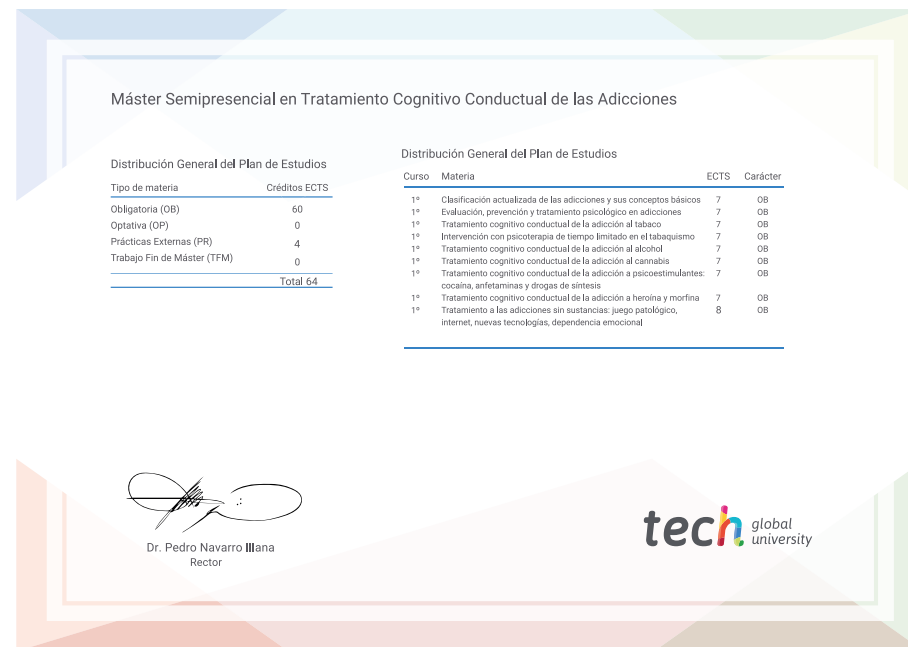 Máster Semipresencial en Tratamiento Cognitivo Conductual de las Adicciones
Distribución General del Plan de Estudios
Tipo de materia Créditos ECTS
Obligatoria (OB) 60
Optativa (OP) 0
Prácticas Externas (PR) 4
Trabajo Fin de Máster (TFM) 0
Total 64
Distribución General del Plan de Estudios
Curso Materia ECTS Carácter
1º Clasificación actualizada de las adicciones y sus conceptos básicos 7 OB
1º Evaluación, prevención y tratamiento psicológico en adicciones 7 OB
1º Tratamiento cognitivo conductual de la adicción al tabaco 7 OB
1º Intervención con psicoterapia de tiempo limitado en el tabaquismo 7 OB
1º Tratamiento cognitivo conductual de la adicción al alcohol 7 OB
1º Tratamiento cognitivo conductual de la adicción al cannabis 7 OB
1º Tratamiento cognitivo conductual de la adicción a psicoestimulantes: 7 OB
cocaína, anfetaminas y drogas de síntesis
1º Tratamiento cognitivo conductual de la adicción a heroína y morfina 7 OB
1º Tratamiento a las adicciones sin sustancias: juego patológico, 8 OB
internet, nuevas tecnologías, dependencia emocional
Dr. Pedro Navarro Illana
Rector
tech global
university